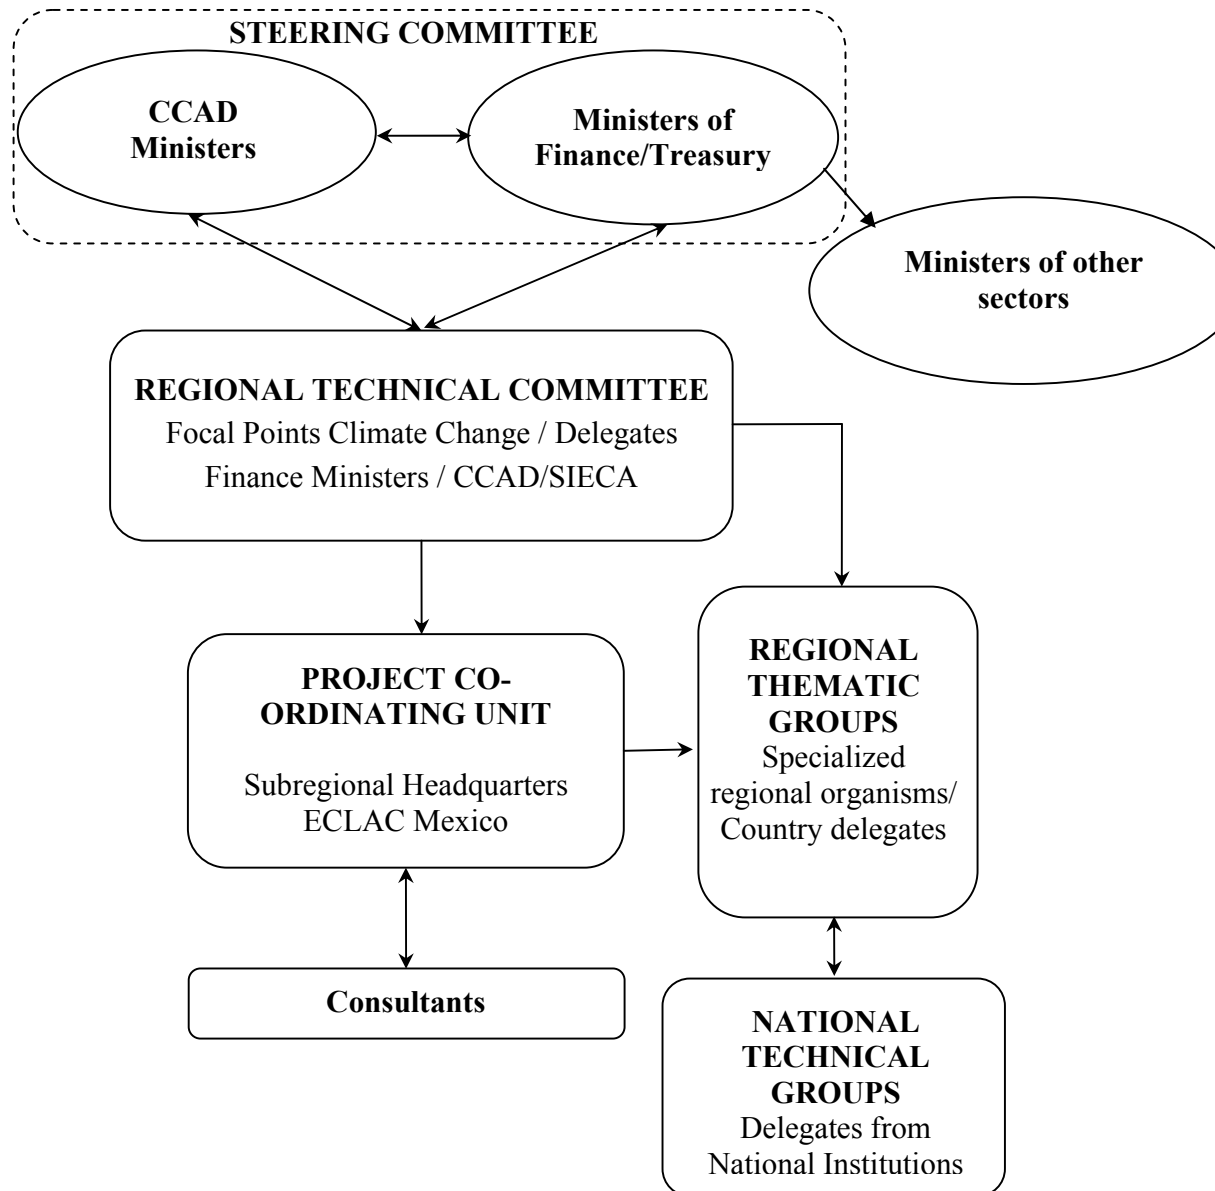 STEERING COMMITTEE
CCAD
Ministers
Ministers of
Finance/Treasury
Ministers of other
sectors
REGIONAL TECHNICAL COMMITTEE
Focal Points Climate Change / Delegates
Finance Ministers / CCAD/SIECA
PROJECT CO-
ORDINATING UNIT
Subregional Headquarters
ECLAC Mexico
REGIONAL
THEMATIC
GROUPS
Specialized
regional organisms/
Country delegates
Consultants
NATIONAL
TECHNICAL
GROUPS
Delegates from
National Institutions